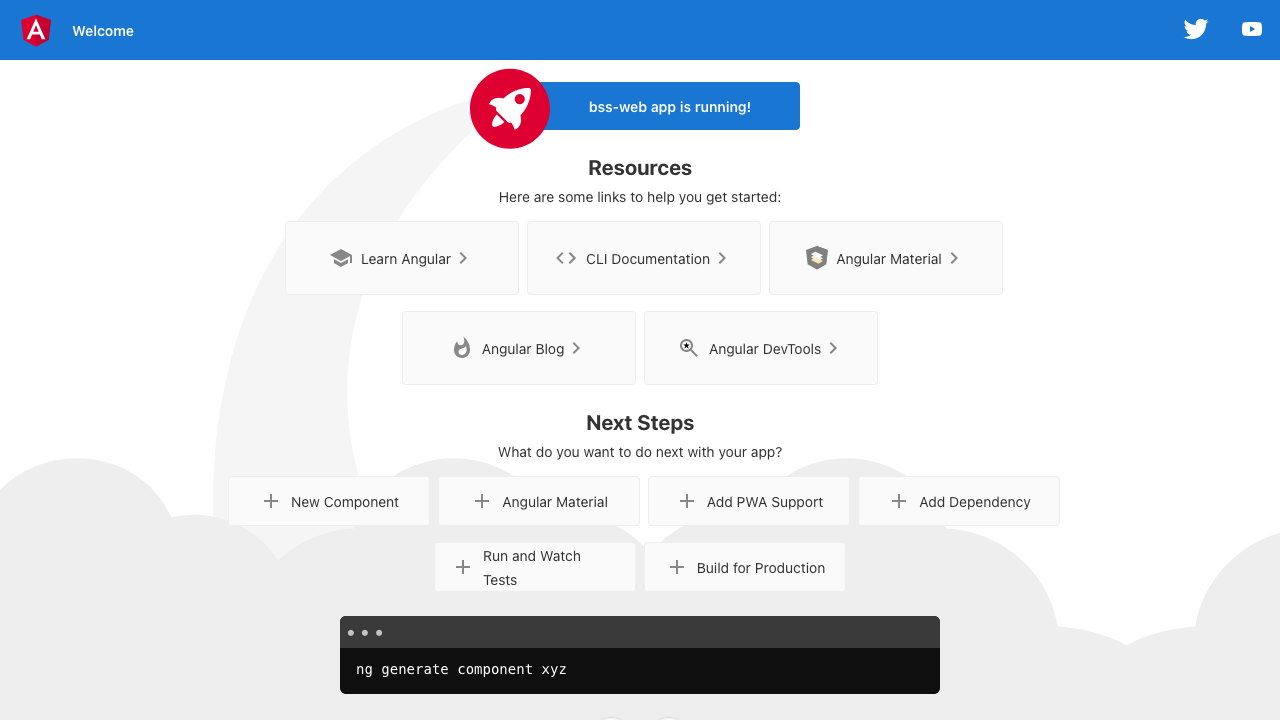 Welcome
bss-web app is running!
Resources
Here are some links to help you get started:
Learn Angular
CLI Documentation
Angular Material
Angular Blog
Angular DevTools
Next Steps
What do you want to do next with your app?
New Component
Angular Material
Add PWA Support
Add Dependency
Run and Watch
Tests
Build for Production
ng generate component xyz